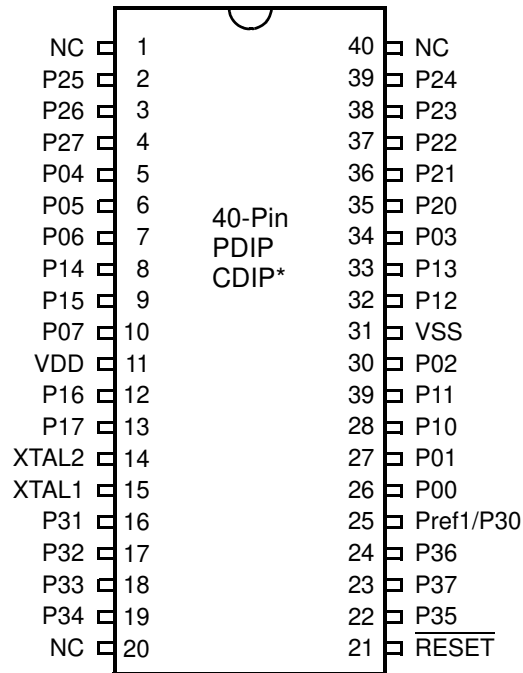 NC 1 40 NC
P25 2 39 P24
P26 3 38 P23
P27 4 37 P22
P04 5 36 P21
P05 6 35 P20
40-Pin
P06 7 34 P03
PDIP
P14 8 33 P13
CDIP*
P15 9 32 P12
P07 10 31 VSS
VDD 11 30 P02
P16 12 39 P11
P17 13 28 P10
XTAL2 14 27 P01
XTAL1 15 26 P00
P31 16 25 Pref1/P30
P32 17 24 P36
P33 18 23 P37
P34 19 22 P35
NC 20 21 RESET